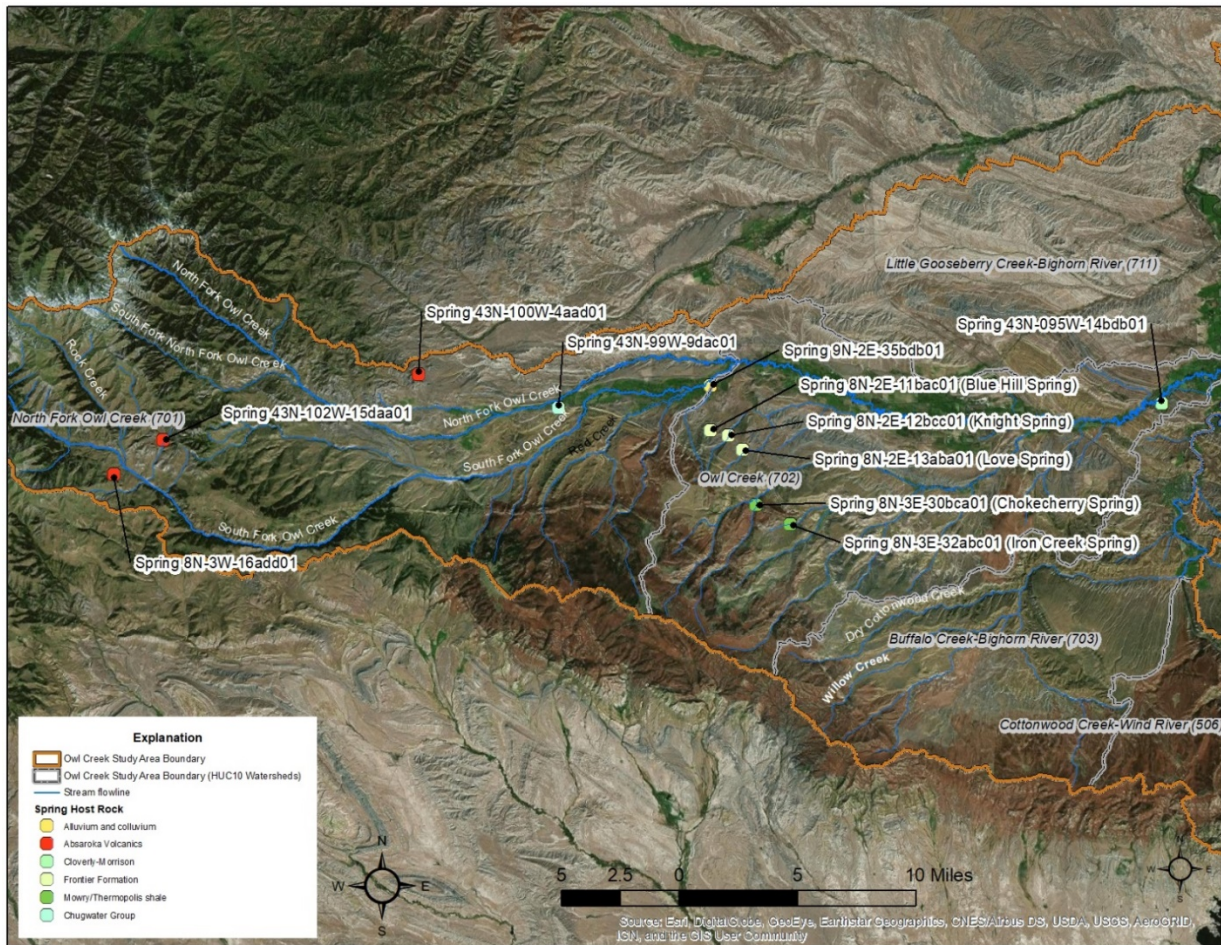 North Fork Owl Creek
South Fork North Fork Owl Creek
Rock Creek
Little Gooseberry Creek-Bighorn River (711)
Spring 43N-100W-4aad01
Spring 43N-095W-14bdb01
Spring 43N-99W-9dac01
Spring 9N-2E-35bdb01
Spring 8N-2E-11bac01 (Blue Hill Spring)
North Fork Owl Creek (701)
Spring 43N-102W-15daa01
North Fork Owl Creek
Spring 8N-2E-12bcc01 (Knight Spring)
South Fork Owl Creek
Red Creek
Spring 8N-2E-13aba01 (Love Spring)
Owl Creek (702)
Spring 8N-3E-30bca01 (Chokecherry Spring)
South Fork Owl Creek
Spring 8N-3E-32abc01 (Iron Creek Spring)
Spring 8N-3W-16add01
Dry Cottonwood Creek
Buffalo Creek-Bighorn River (703)
Willow Creek
Cottonwood Creek-Wind River (506)
Explanation
Owl Creek Study Area Boundary
Owl Creek Study Area Boundary (HUC10 Watersheds)
Stream flowline
Spring Host Rock
Alluvium and colluvium
Absaroka Volcanics
Cloverly-Morrison
Frontier Formation
Mowry/Thermopolis shale
Chugwater Group
N
W E
S
N
W E
S
5 2.5 0 5 10 Miles
Source: Esri, DigitalGlobe, GeoEye, Earthstar Geographics, CNES/Airbus DS, USDA, USGS, AeroGRID,
IGN, and the GIS User Community